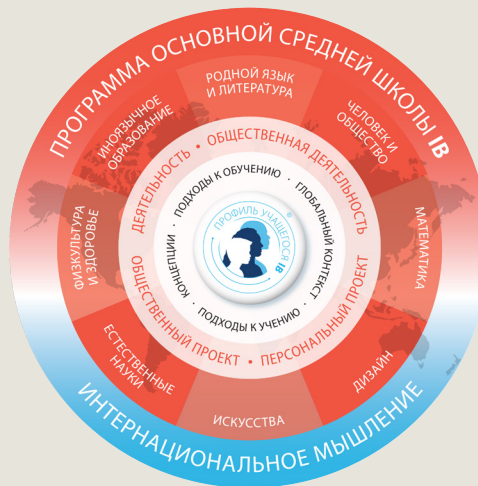 ПРОГРАММА ОСНОВНОЙ СРЕДНЕЙ ШКОЛЫ IB
РОДНОЙ ЯЗЫК
И ЛИТЕРАТУРА
ЧЕЛОВЕК И
ОБЩЕСТВО
МАТЕМАТИКА
ДИЗАЙН
ИСКУССТВА
ЕСТЕСТВЕННЫЕ
НАУКИ
ФИЗКУЛЬТУРА
И ЗДОРОВЬЕ
ИНОЯЗЫЧНОЕ
ОБРАЗОВАНИЕ
ДЕЯТЕЛЬНОСТЬ • ОБЩЕСТВЕННАЯ ДЕЯТЕЛЬНОСТЬ
ОБЩЕСТВЕННЫЙ ПРОЕКТ • ПЕРСОНАЛЬНЫЙ ПРОЕКТ
ПОДХОДЫ К ОБУЧЕНИЮ · ГЛОБАЛЬНЫЙ КОНТЕКСТ · ПОДХОДЫ К УЧЕНИЮ · КОНЦЕПЦИИ ·
ПРОФИЛЬ УЧАЩЕГОСЯ IB
®
ИНТЕРНАЦИОНАЛЬНОЕ МЫШЛЕНИЕ